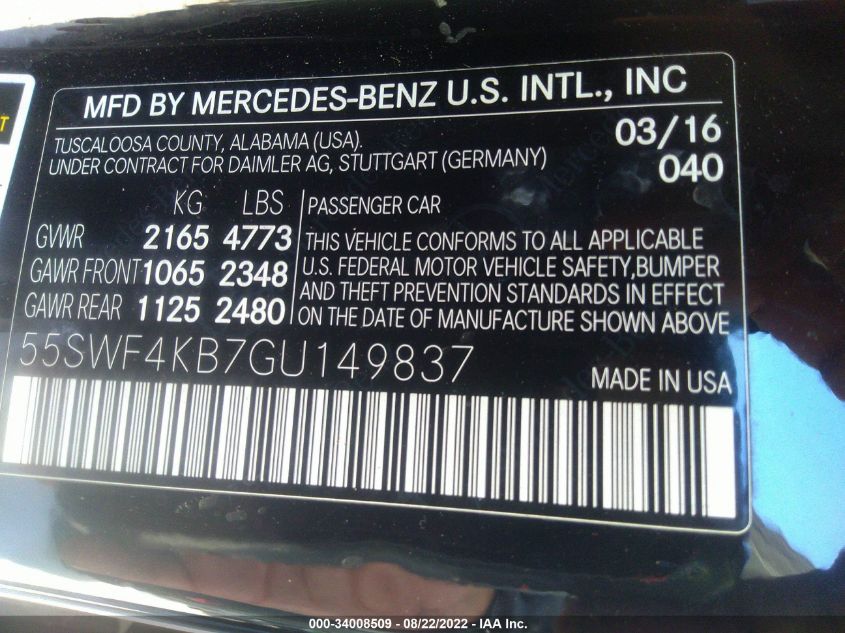 MFD BY MERCEDES-BENZ U.S. INTL., INC
TUSCALOOSA COUNTY, ALABAMA (USA).
UNDER CONTRACT FOR DAIMLER AG, STUTTGART (GERMANY)
03/16
040
KG LBS
GVWR 2165 4773
GAWR FRONT 1065 2348
GAWR REAR 1125 2480
PASSENGER CAR
THIS VEHICLE CONFORMS TO ALL APPLICABLE
U.S. FEDERAL MOTOR VEHICLE SAFETY,BUMPER
AND THEFT PREVENTION STANDARDS IN EFFECT
ON THE DATE OF MANUFACTURE SHOWN ABOVE
55SWF4KB7GU149837
MADE IN USA
000-34008509 - 08/22/2022 - IAA Inc.